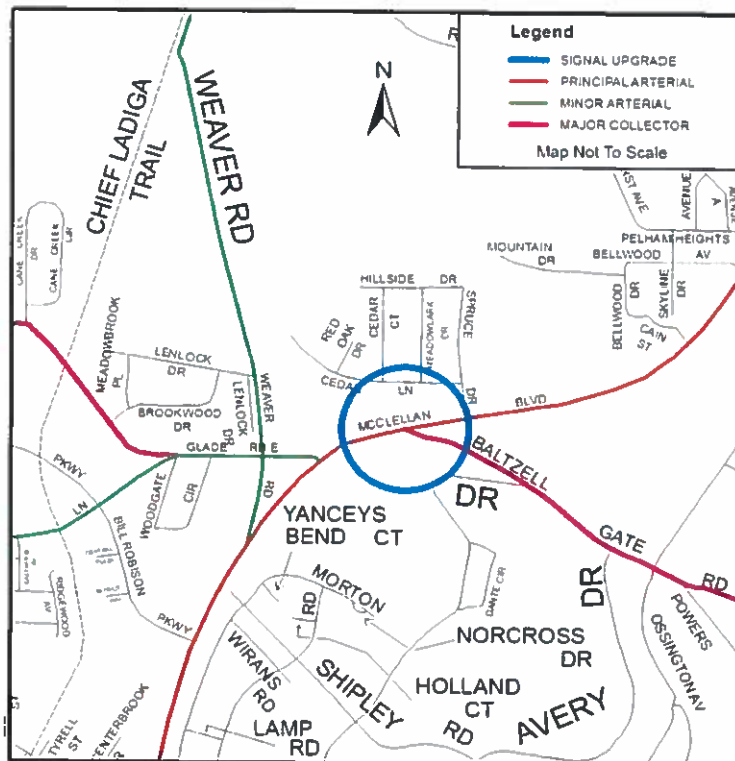 Legend
SIGNAL UPGRADE
PRINCIPAL ARTERIAL
MINOR ARTERIAL
MAJOR COLLECTOR
Map Not To Scale
N
WEAVER RD
CHIEF LADIGA
TRAIL
CANE CREEK
DR
CANE CREEK
CIR
AVENUE
A
PELHAM HEIGHTS
AV
MOUNTAIN
DR
BELLWOOD
BELLWOOD
DR
SKYLINE
DR
CAIN
ST
HILLSIDE DR
RED
OAK
DR
CEDAR
CT
MEADOWLARK
DR
SPRUCE
DR
CEDAR LN
MCCLELLAN
BLVD
MEADOWBROOK
PL
LENLOCK
DR
BROOKWOOD
DR
LENLOCK
DR
WEAVER
RD
GLADE RD E
LN
WOODGATE
CIR
PKWY
BILL ROBISON
PKWY
RIDGEWOOD
AV
BALTZELL
GATE
RD
DR
YANCEYS
BEND CT
MORTON
RD
DANTE CIR
NORCROSS
DR
HOLLAND
CT
WIRANS
RD
SHIPLEY
RD
LAMP
RD
AVERY
DR
POWERS
OSSINGTON AV
TYRELL
ST
CENTERBROOK